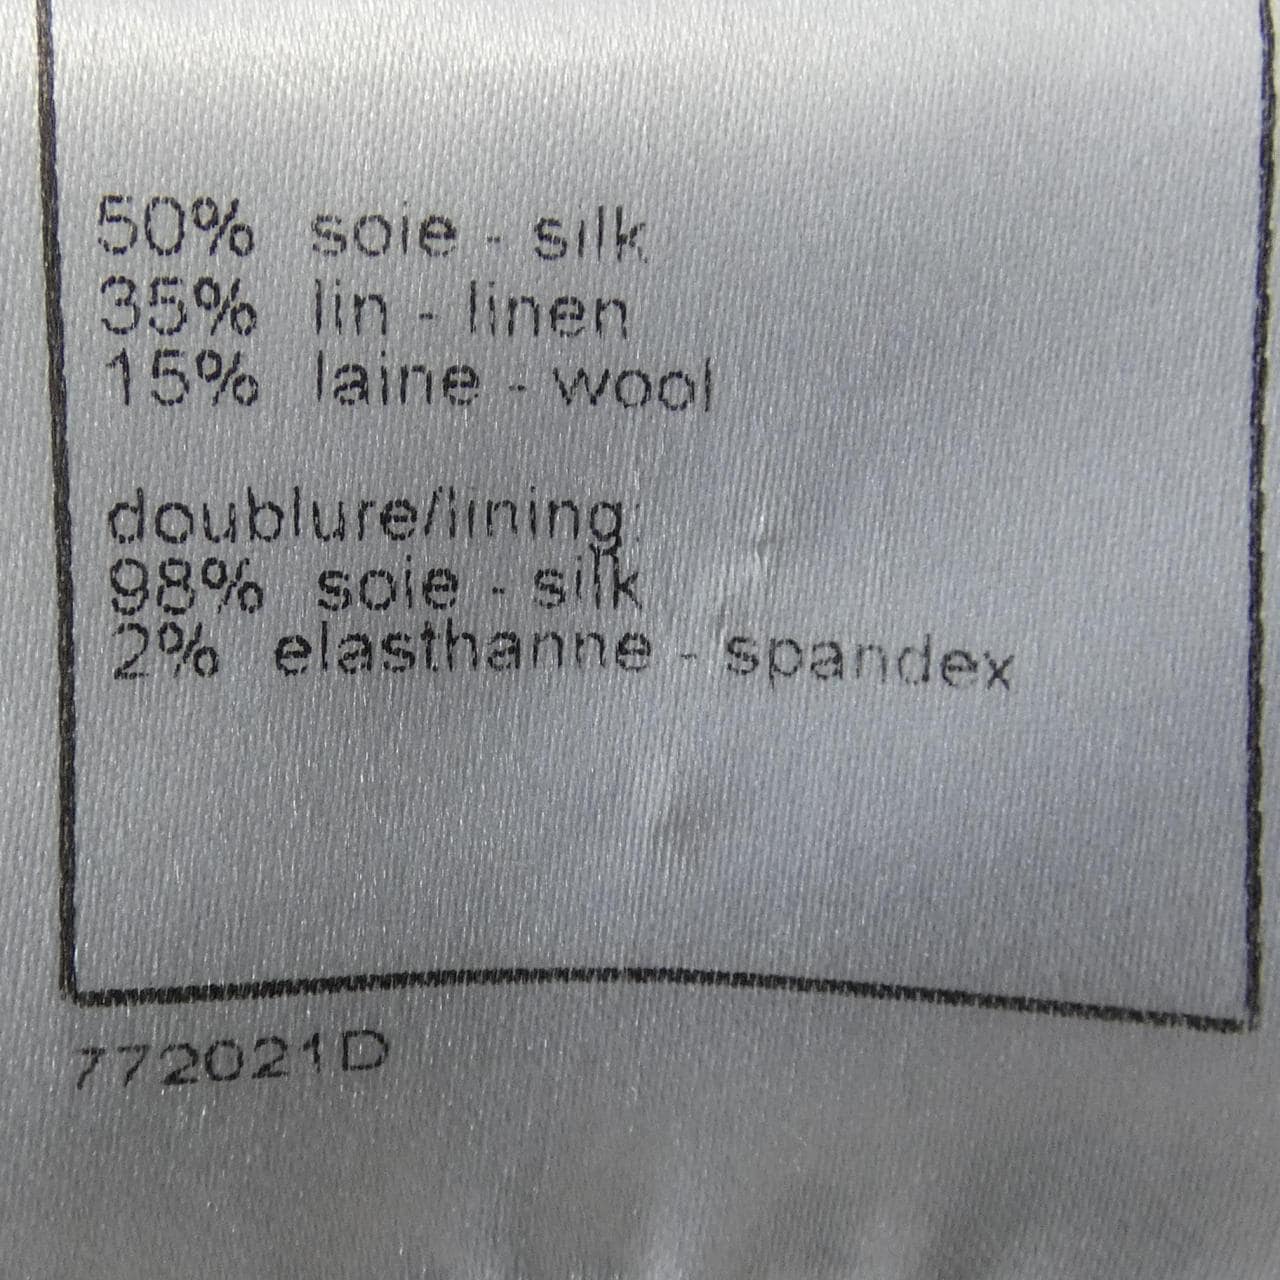 50% soie - silk
35% lin - linen
15% laine - wool
doublure/lining:
98% soie - silk
2% elasthanne - spandex
772021D